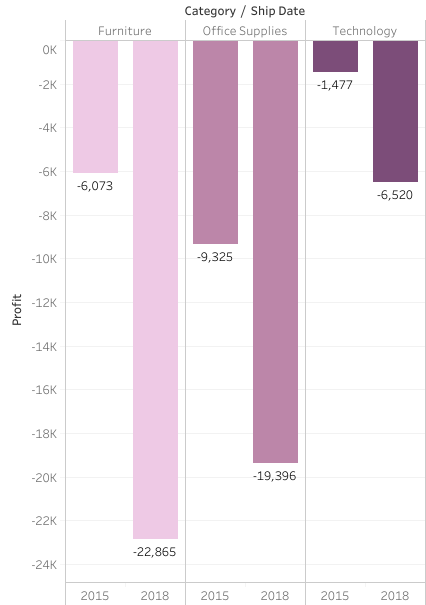 Category / Ship Date
Furniture Office Supplies Technology
0K
-2K
-1,477
-4K
-6K
-6,073
-6,520
-8K
-9,325
-10K
-12K
Profit
-14K
-16K
-18K
-19,396
-20K
-22K
-22,865
-24K
2015 2018 2015 2018 2015 2018